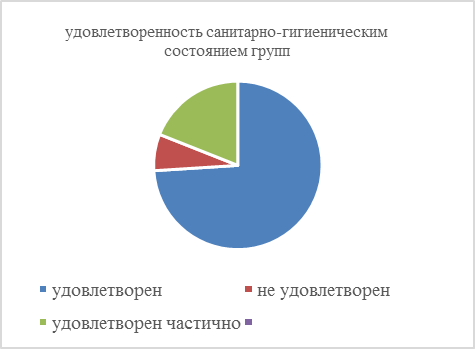 удовлетворенность санитарно-гигиеническим
состоянием групп
удовлетворен
не удовлетворен
удовлетворен частично